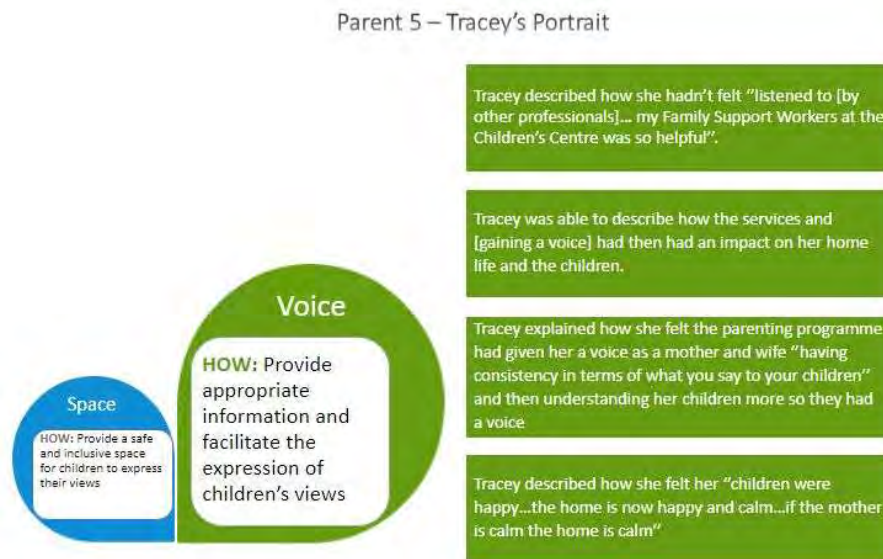 Parent 5 – Tracey's Portrait
Tracey described how she hadn't felt "listened to [by
other professionals]... my Family Support Workers at the
Children's Centre was so helpful".
Tracey was able to describe how the services and
[gaining a voice] had then had an impact on her home
life and the children.
Tracey explained how she felt the parenting programme
had given her a voice as a mother and wife "having
consistency in terms of what you say to your children"
and then understanding her children more so they had
a voice
Tracey described how she felt her "children were
happy...the home is now happy and calm...if the mother
is calm the home is calm"
Voice
HOW: Provide
appropriate
information and
facilitate the
expression of
children's views
Space
HOW: Provide a safe
and inclusive space
for children to express
their views